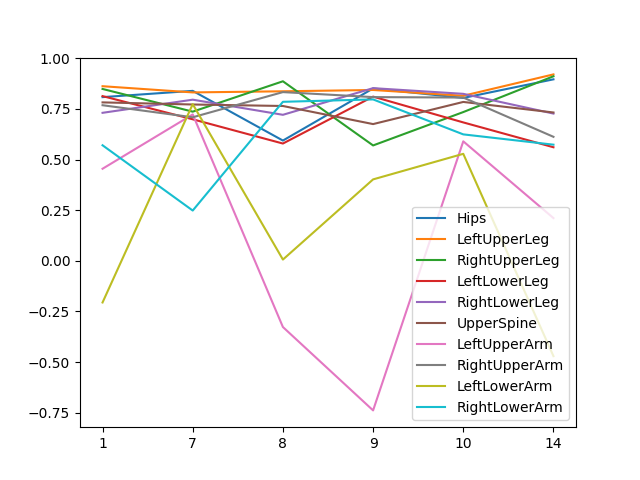 1.00
0.75
0.50
0.25
0.00
−0.25
−0.50
−0.75
1 7 8 9 10 14
Hips
LeftUpperLeg
RightUpperLeg
LeftLowerLeg
RightLowerLeg
UpperSpine
LeftUpperArm
RightUpperArm
LeftLowerArm
RightLowerArm